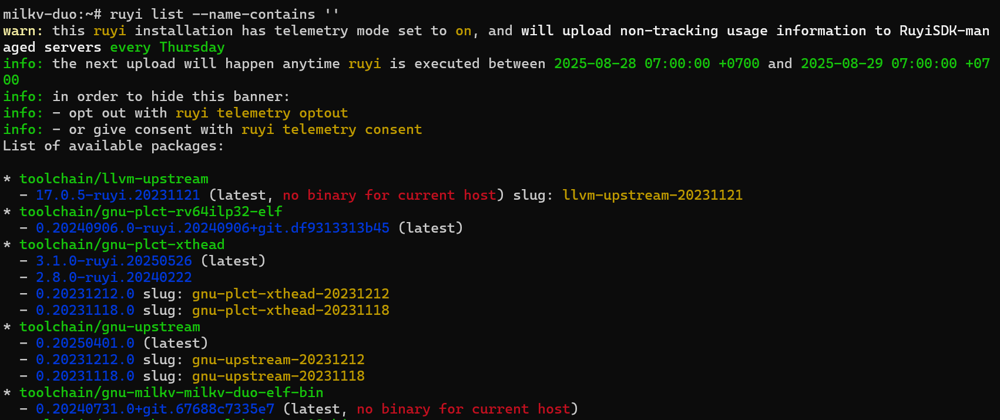 milkv-duo:~# ruyi list --name-contains ''
warn: this ruyi installation has telemetry mode set to on, and will upload non-tracking usage information to RuyiSDK-man
aged servers every Thursday
info: the next upload will happen anytime ruyi is executed between 2025-08-28 07:00:00 +0700 and 2025-08-29 07:00:00 +07
00
info: in order to hide this banner:
info: - opt out with ruyi telemetry optout
info: - or give consent with ruyi telemetry consent
List of available packages:
* toolchain/llvm-upstream
- 17.0.5-ruyi.20231121 (latest, no binary for current host) slug: llvm-upstream-20231121
* toolchain/gnu-plct-rv64ilp32-elf
- 0.20240906.0-ruyi.20240906+git.df9313313b45 (latest)
* toolchain/gnu-plct-xthead
- 3.1.0-ruyi.20250526 (latest)
- 2.8.0-ruyi.20240222
- 0.20231212.0 slug: gnu-plct-xthead-20231212
- 0.20231118.0 slug: gnu-plct-xthead-20231118
* toolchain/gnu-upstream
- 0.20250401.0 (latest)
- 0.20231212.0 slug: gnu-upstream-20231212
- 0.20231118.0 slug: gnu-upstream-20231118
* toolchain/gnu-milkv-milkv-duo-elf-bin
- 0.20240731.0+git.67688c7335e7 (latest, no binary for current host)